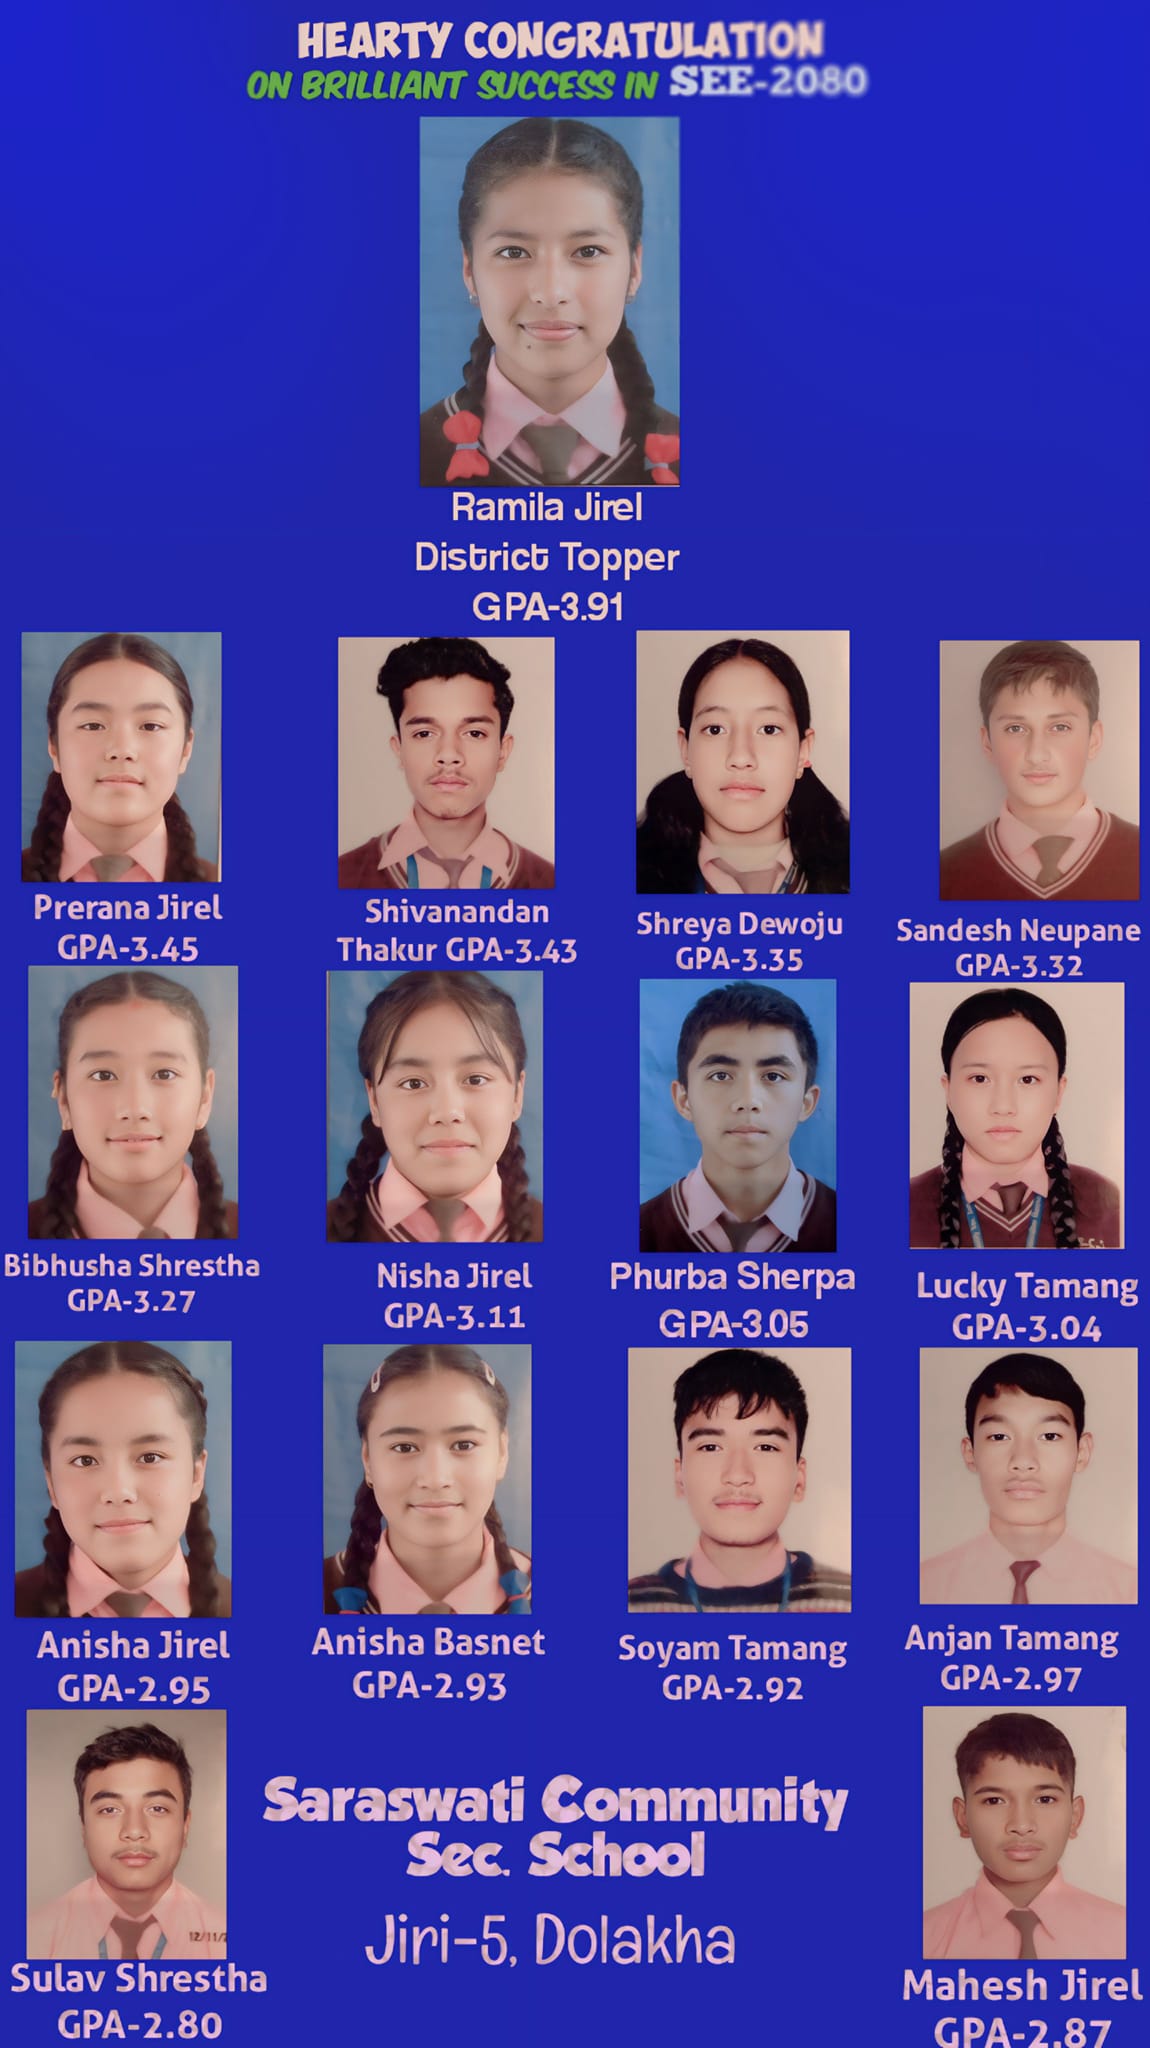 HEARTY CONGRATULATION
ON BRILLIANT SUCCESS IN SEE-2080
Ramila Jirel
District Topper
GPA-3.91
Prerana Jirel
GPA-3.45
Shivanandan
Thakur GPA-3.43
Shreya Dewoju
GPA-3.35
Sandesh Neupane
GPA-3.32
Bibhusha Shrestha
GPA-3.27
Nisha Jirel
GPA-3.11
Phurba Sherpa
GPA-3.05
Lucky Tamang
GPA-3.04
Anisha Jirel
GPA-2.95
Anisha Basnet
GPA-2.93
Soyam Tamang
GPA-2.92
Anjan Tamang
GPA-2.97
Sulav Shrestha
GPA-2.80
Saraswati Community
Sec. School
Jiri-5, Dolakha
Mahesh Jirel
GPA-2.87